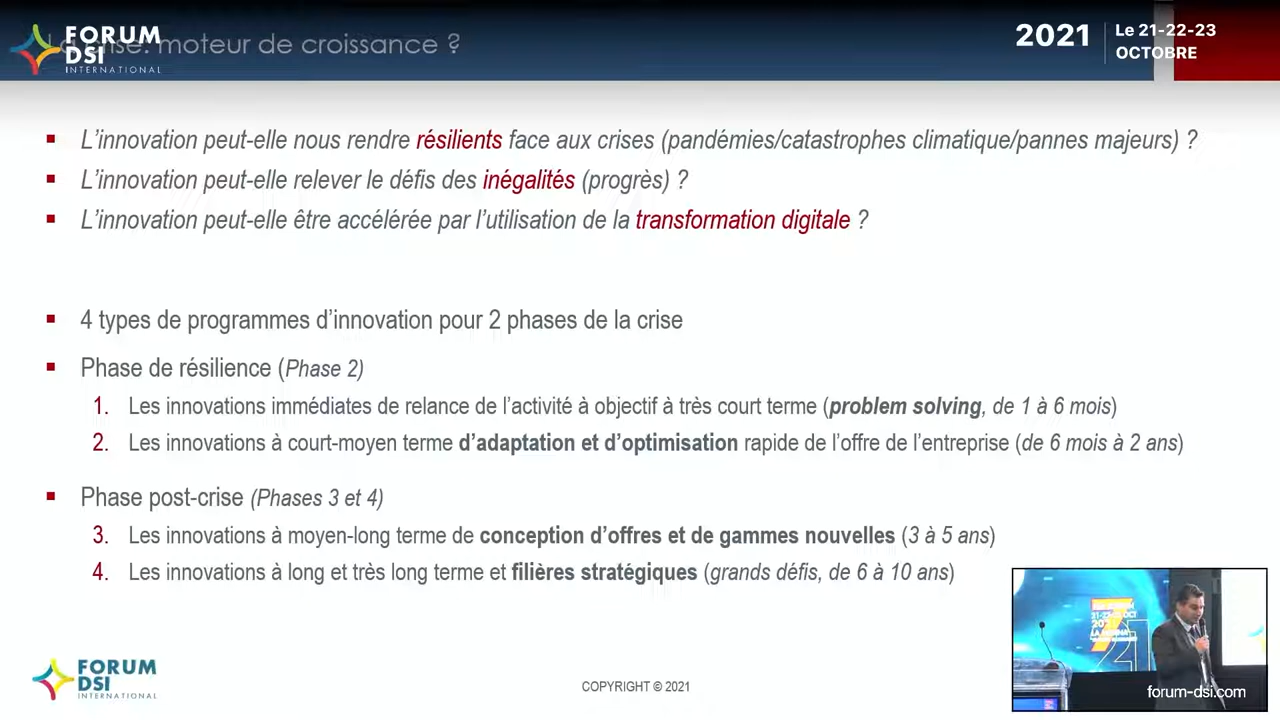 FORUM
DSI
INTERNATIONAL
La crise: moteur de croissance ?
2021
Le 21-22-23
OCTOBRE
▪ L’innovation peut-elle nous rendre résilients face aux crises (pandémies/catastrophes climatique/pannes majeurs) ?
▪ L’innovation peut-elle relever le défis des inégalités (progrès) ?
▪ L’innovation peut-elle être accélérée par l’utilisation de la transformation digitale ?
▪ 4 types de programmes d’innovation pour 2 phases de la crise
▪ Phase de résilience (Phase 2)
1. Les innovations immédiates de relance de l’activité à objectif à très court terme (problem solving, de 1 à 6 mois)
2. Les innovations à court-moyen terme d’adaptation et d’optimisation rapide de l’offre de l’entreprise (de 6 mois à 2 ans)
▪ Phase post-crise (Phases 3 et 4)
3. Les innovations à moyen-long terme de conception d’offres et de gammes nouvelles (3 à 5 ans)
4. Les innovations à long et très long terme et filières stratégiques (grands défis, de 6 à 10 ans)
FORUM
DSI
INTERNATIONAL
COPYRIGHT © 2021
forum-dsi.com